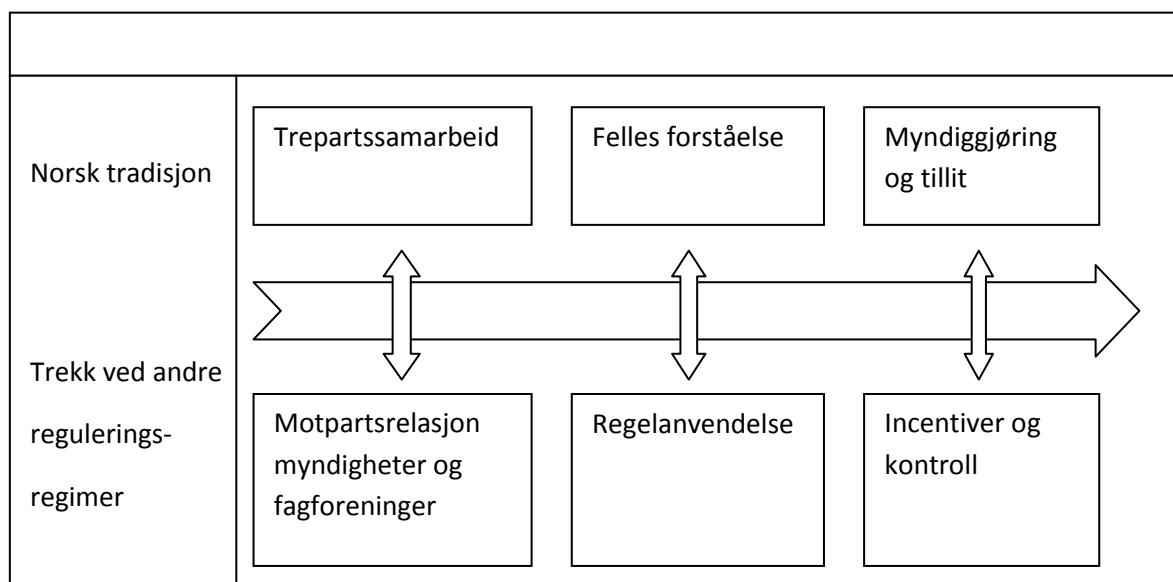 Norsk tradisjon
Trepartssamarbeid
Felles forståelse
Myndiggjøring
og tillit
Trekk ved andre
regulerings-
regimer
Motpartsrelasjon
myndigheter og
fagforeninger
Regelanvendelse
Incentiver og
kontroll